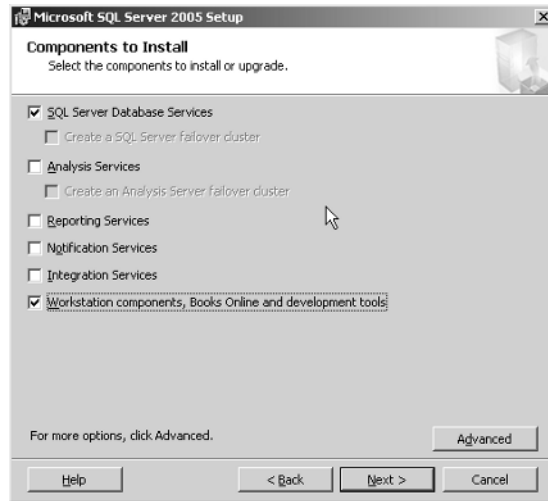 Microsoft SQL Server 2005 Setup
Components to Install
Select the components to install or upgrade.
SQL Server Database Services
Create a SQL Server failover cluster
Analysis Services
Create an Analysis Server failover cluster
Reporting Services
Notification Services
Integration Services
Workstation components, Books Online and development tools
For more options, click Advanced.
Advanced
Help
< Back
Next >
Cancel